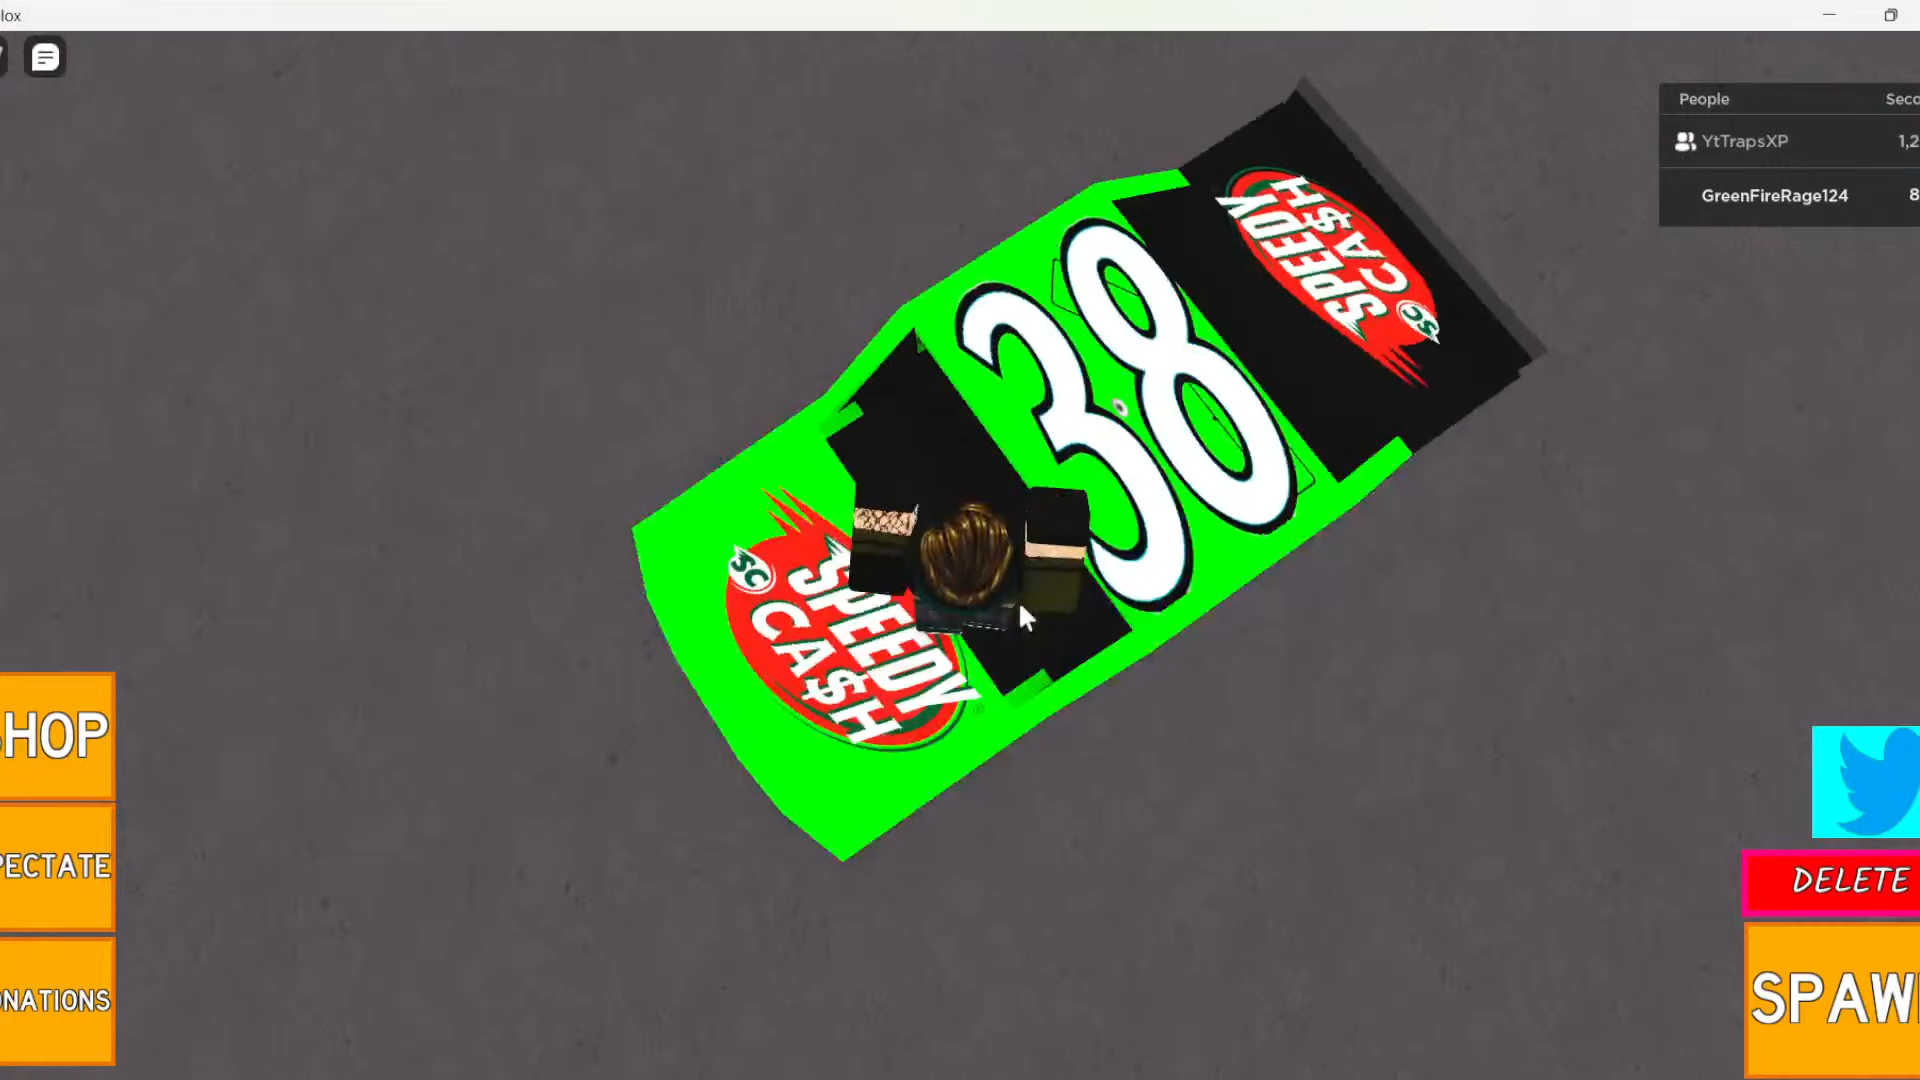 lox
People Seco
YtTrapsXP 1,2
GreenFireRage124 8
SPEEDY
CA$H
SC
38
SC
SPEEDY
CA$H
HOP
PECTATE
NATIONS
DELETE
SPAW